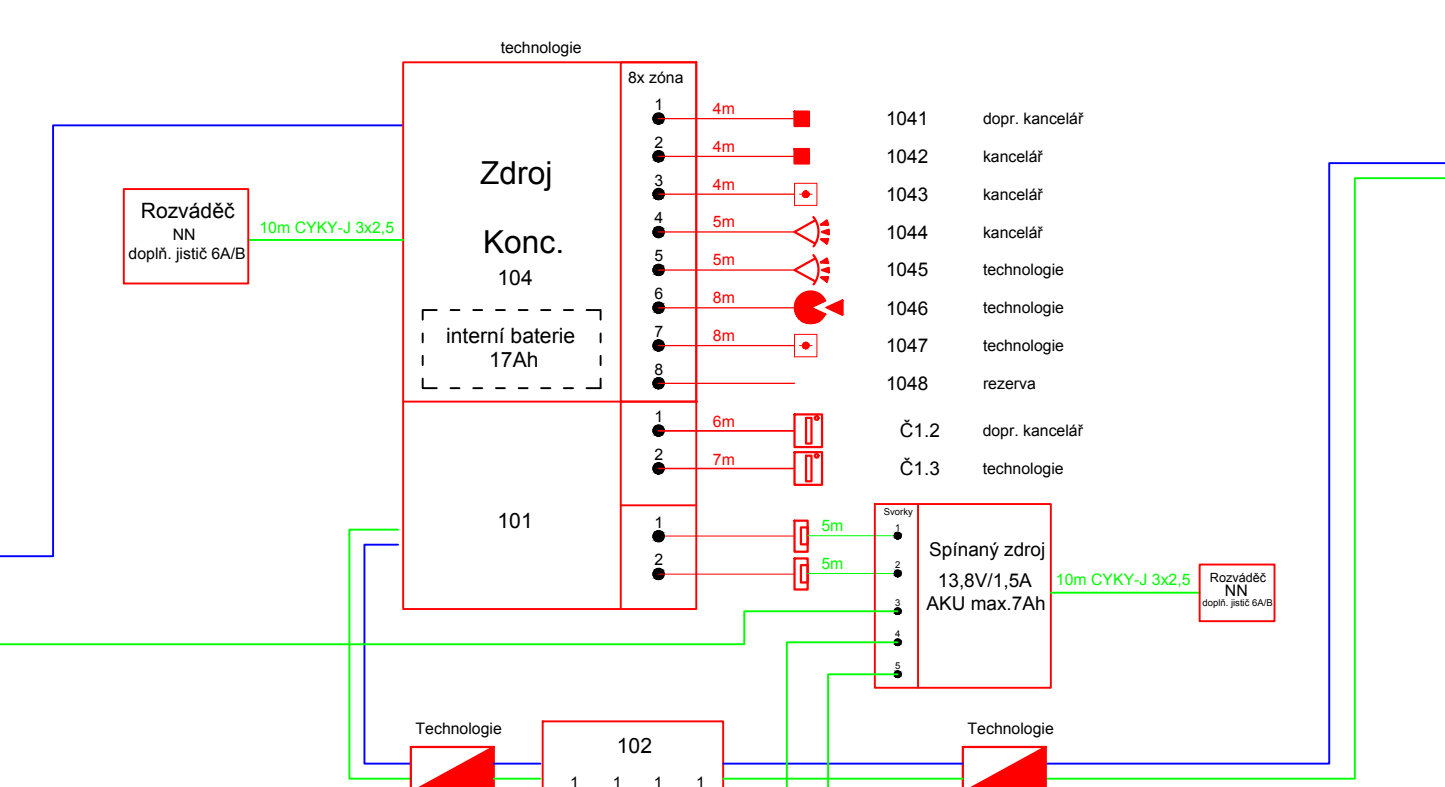 technologie
8x zóna
1 4m 1041 dopr. kancelář
2 4m 1042 kancelář
3 4m 1043 kancelář
4 5m 1044 kancelář
5 5m 1045 technologie
6 8m 1046 technologie
7 8m 1047 technologie
8 1048 rezerva
Zdroj
Konc.
104
interní baterie
17Ah
Rozváděč
NN
doplň. jistič 6A/B
10m CYKY-J 3x2,5
1 6m Č1.2 dopr. kancelář
2 7m Č1.3 technologie
101
1 5m
2 5m
Svorky
1
2
3
4
5
Spínaný zdroj
13,8V/1,5A
AKU max.7Ah
10m CYKY-J 3x2,5
Rozváděč
NN
doplň. jistič 6A/B
Technologie
102
1 1 1 1
Technologie